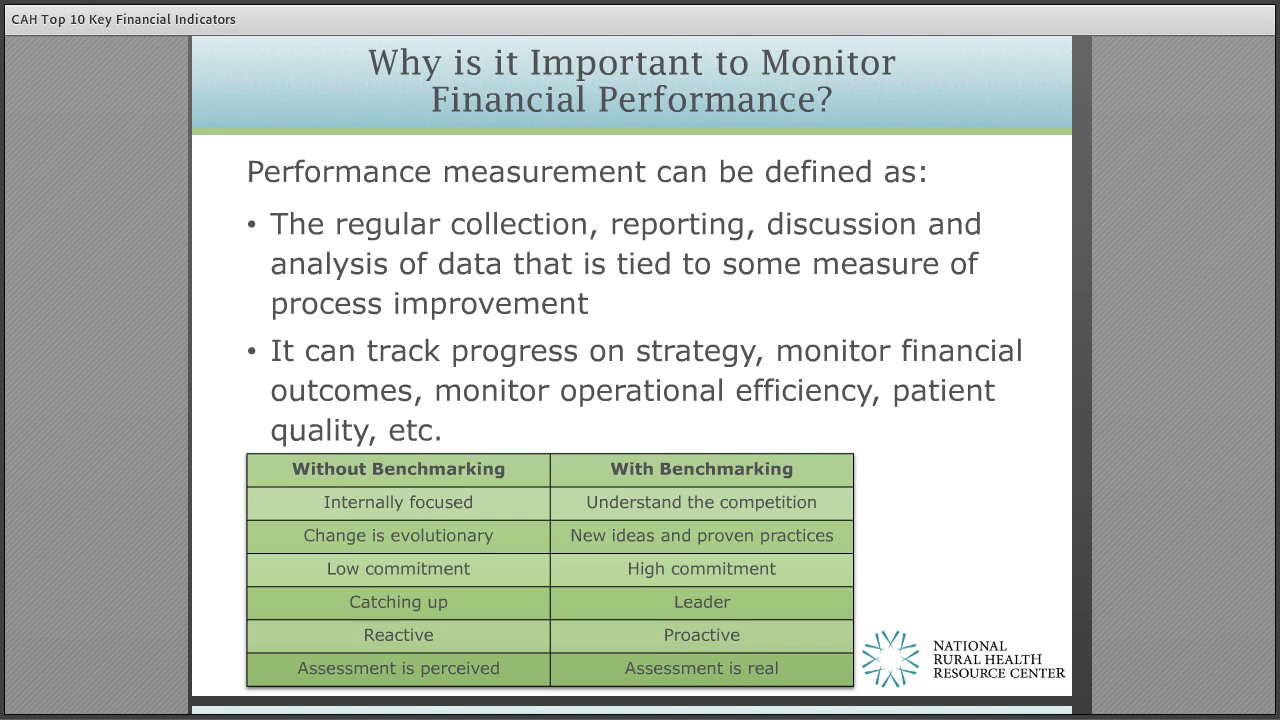 CAH Top 10 Key Financial Indicators
Why is it Important to Monitor
Financial Performance?
Performance measurement can be defined as:
• The regular collection, reporting, discussion and
analysis of data that is tied to some measure of
process improvement
• It can track progress on strategy, monitor financial
outcomes, monitor operational efficiency, patient
quality, etc.
Without Benchmarking With Benchmarking
Internally focused Understand the competition
Change is evolutionary New ideas and proven practices
Low commitment High commitment
Catching up Leader
Reactive Proactive
Assessment is perceived Assessment is real
NATIONAL
RURAL HEALTH
RESOURCE CENTER